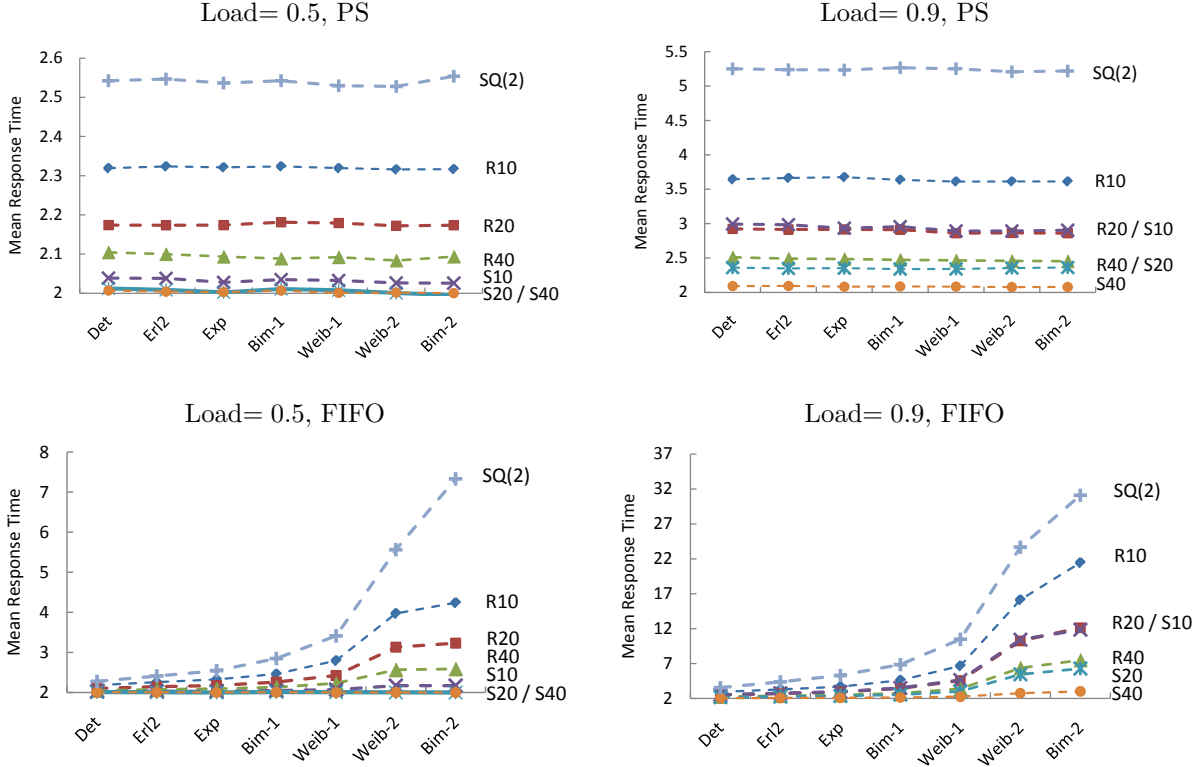 Load= 0.5, PS
Mean Response Time
2.6
2.5
2.4
2.3
2.2
2.1
2
SQ(2)
R10
R20
R40
S10
S20 / S40
Det
Erl2
Exp
Bim-1
Weib-1
Weib-2
Bim-2
Load= 0.9, PS
Mean Response Time
5.5
5
4.5
4
3.5
3
2.5
2
SQ(2)
R10
R20 / S10
R40 / S20
S40
Det
Erl2
Exp
Bim-1
Weib-1
Weib-2
Bim-2
Load= 0.5, FIFO
Mean Response Time
8
7
6
5
4
3
2
SQ(2)
R10
R20
R40
S10
S20 / S40
Det
Erl2
Exp
Bim-1
Weib-1
Weib-2
Bim-2
Load= 0.9, FIFO
Mean Response Time
37
32
27
22
17
12
7
2
SQ(2)
R10
R20 / S10
R40
S20
S40
Det
Erl2
Exp
Bim-1
Weib-1
Weib-2
Bim-2